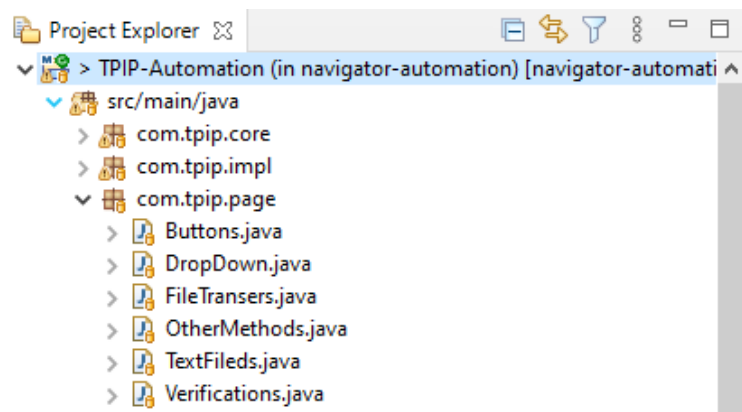 Project Explorer
> TPIP-Automation (in navigator-automation) [navigator-automati
src/main/java
com.tpip.core
com.tpip.impl
com.tpip.page
Buttons.java
DropDown.java
FileTransers.java
OtherMethods.java
TextFileds.java
Verifications.java